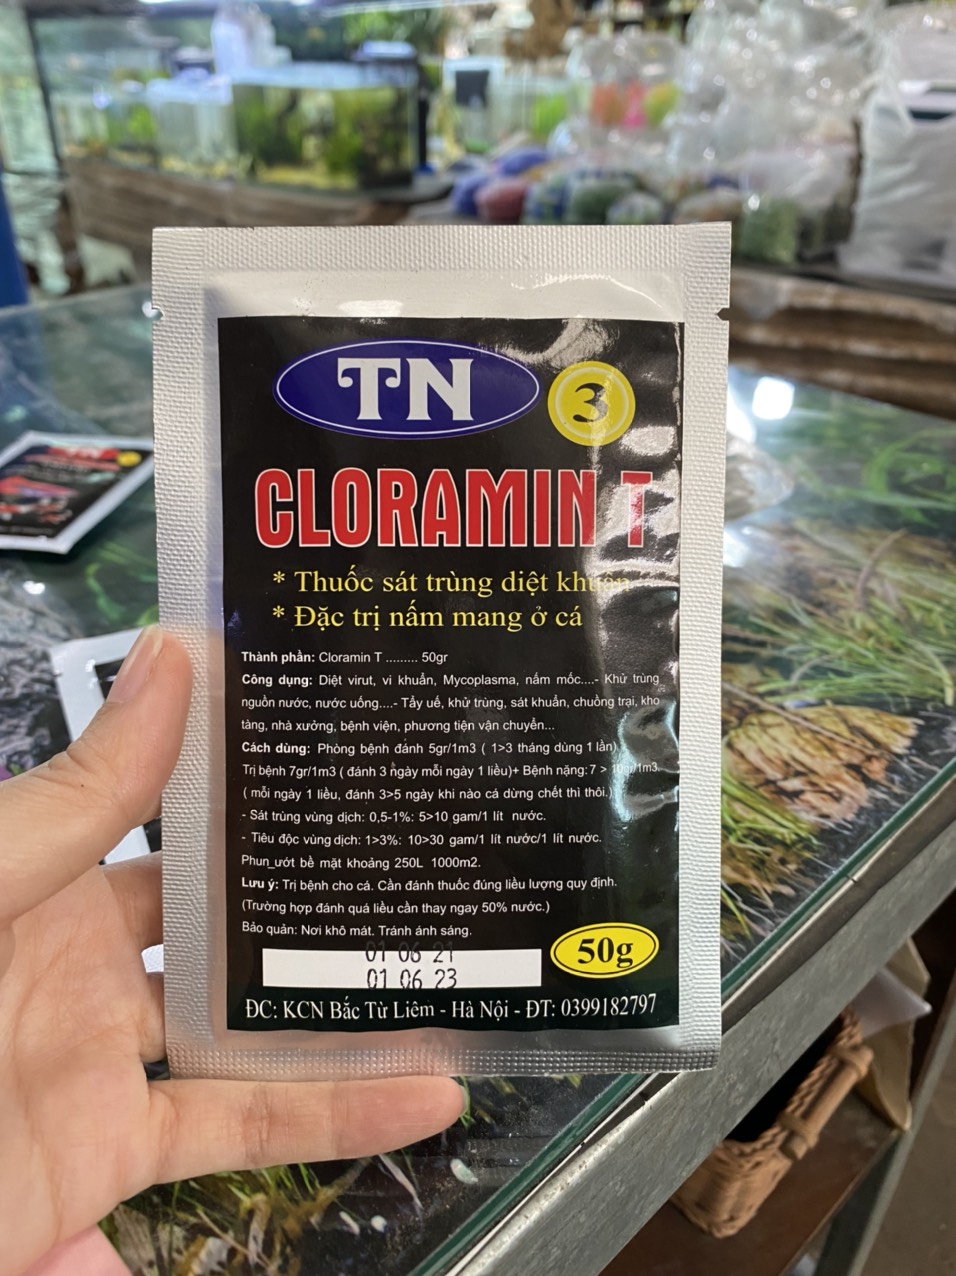 TN
3
CLORAMIN T
* Thuốc sát trùng diệt khuẩn
* Đặc trị nấm mang ở cá
Thành phần: Cloramin T ......... 50gr
Công dụng: Diệt virut, vi khuẩn, Mycoplasma, nấm mốc....- Khử trùng
nguồn nước, nước uống....- Tẩy uế, khử trùng, sát khuẩn, chuồng trại, kho
tàng, nhà xưởng, bệnh viện, phương tiện vận chuyển...
Cách dùng: Phòng bệnh đánh 5gr/1m3 ( 1>3 tháng dùng 1 lần)
Trị bệnh 7gr/1m3 ( đánh 3 ngày mỗi ngày 1 liều)+ Bệnh nặng: 7 > 10gr/1m3
( mỗi ngày 1 liều, đánh 3>5 ngày khi nào cá dừng chết thì thôi.)
- Sát trùng vùng dịch: 0,5-1%: 5>10 gam/1 lít nước.
- Tiêu độc vùng dịch: 1>3%: 10>30 gam/1 lít nước/1 lít nước.
Phun_ướt bề mặt khoảng 250L 1000m2.
Lưu ý: Trị bệnh cho cá. Cần đánh thuốc đúng liều lượng quy định.
(Trường hợp đánh quá liều cần thay ngay 50% nước.)
Bảo quản: Nơi khô mát. Tránh ánh sáng.
01 06 21
01 06 23
50g
ĐC: KCN Bắc Từ Liêm - Hà Nội - ĐT: 0399182797